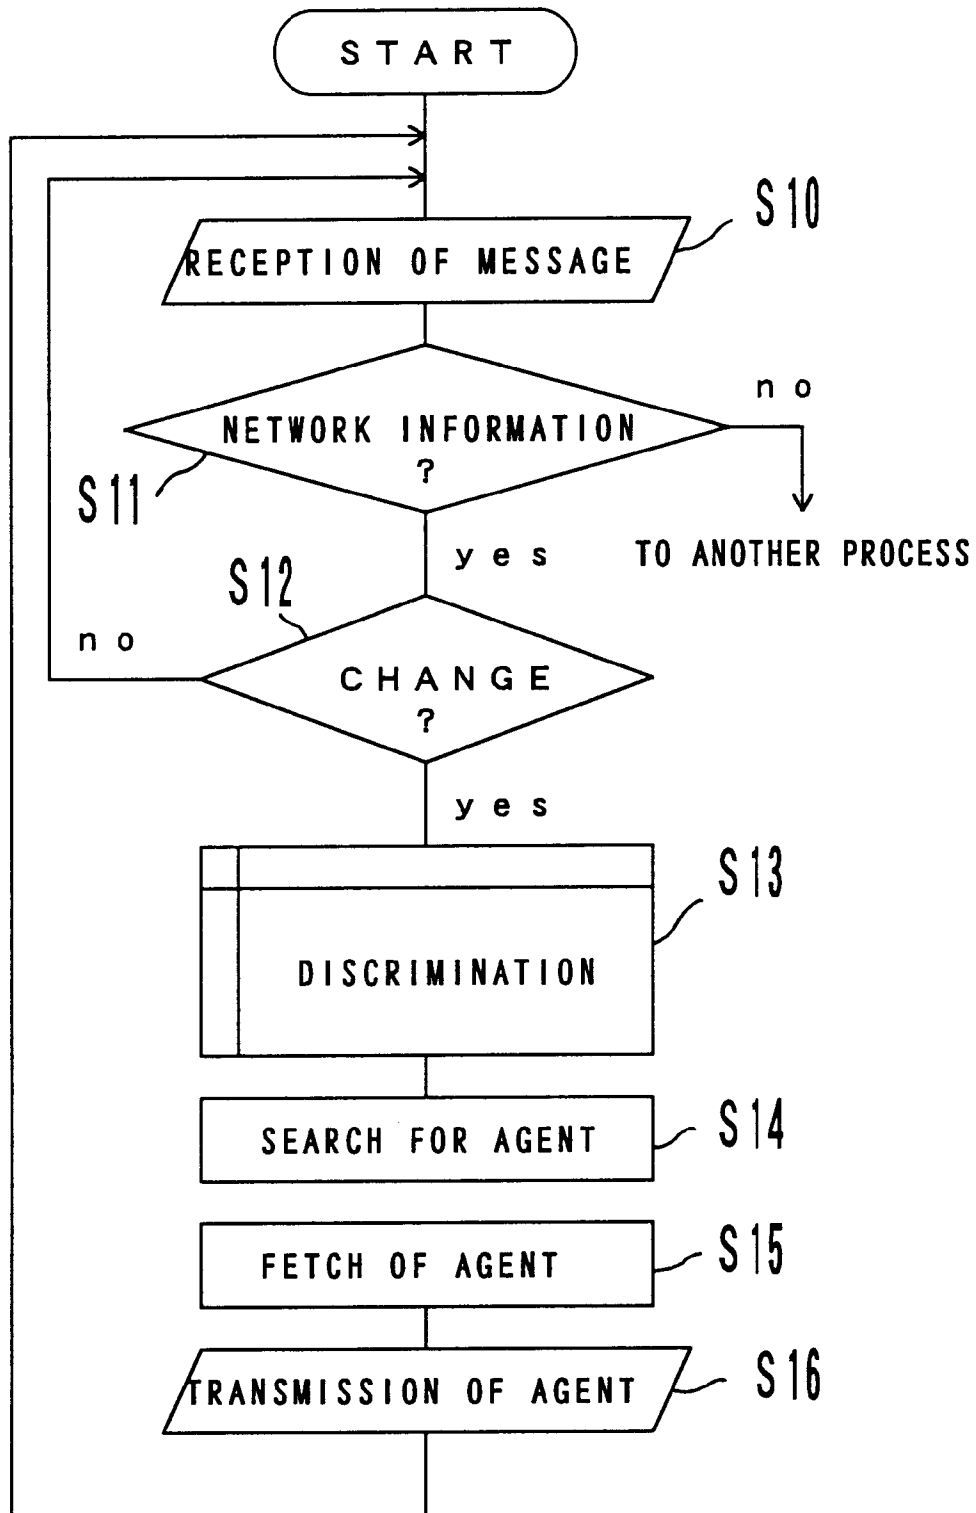 START
S10
RECEPTION OF MESSAGE
no
NETWORK INFORMATION
?
S11
yes
TO ANOTHER PROCESS
S12
no
CHANGE
?
yes
S13
DISCRIMINATION
S14
SEARCH FOR AGENT
S15
FETCH OF AGENT
S16
TRANSMISSION OF AGENT